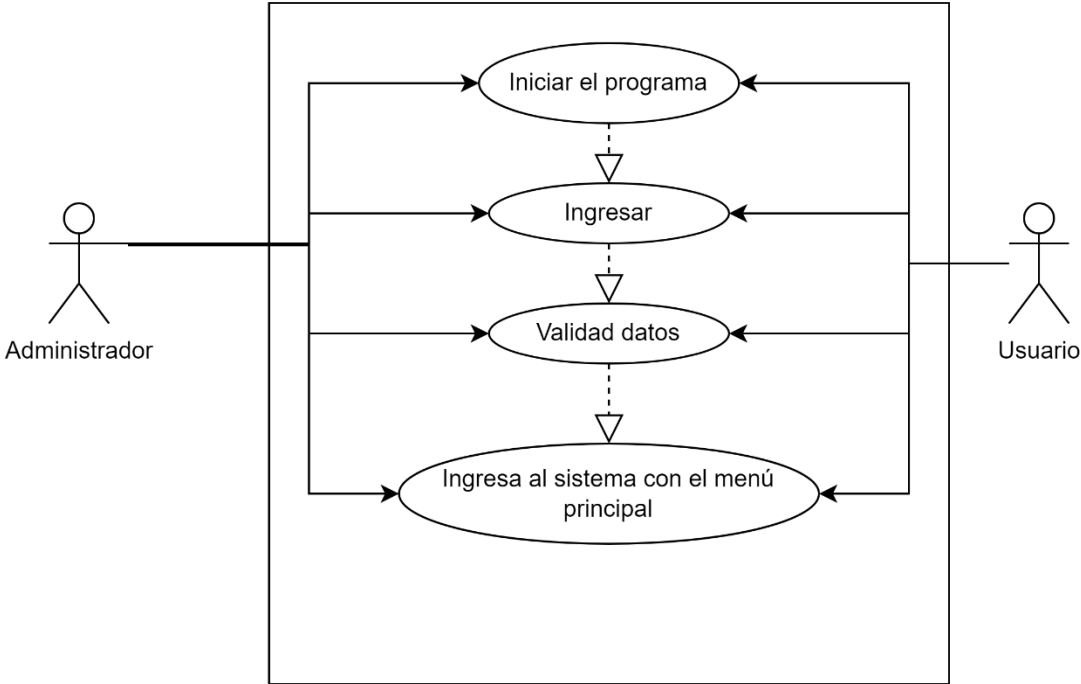 Iniciar el programa
Ingresar
Validad datos
Administrador
Usuario
Ingresa al sistema con el menú
principal